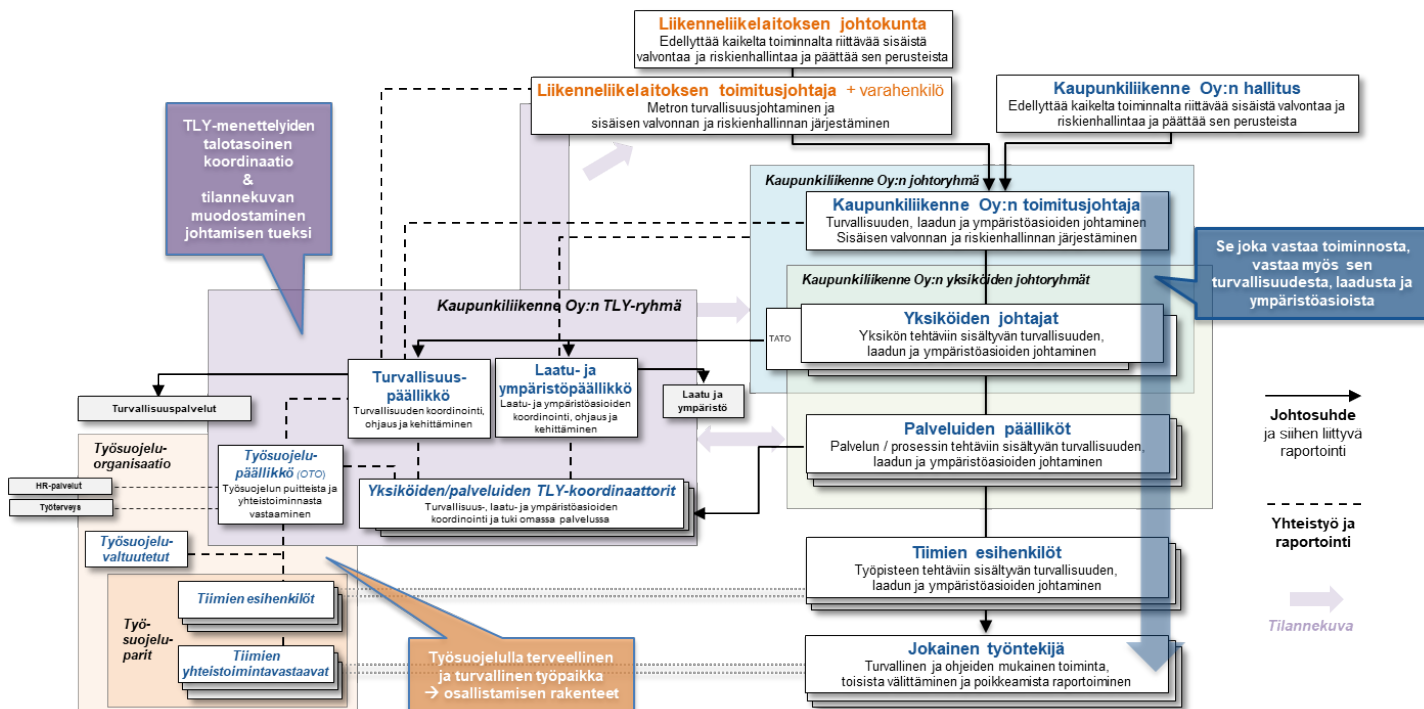 Liikenneliikelaitoksen johtokunta
Edellyttää kaikelta toiminnalta riittävää sisäistä
valvontaa ja riskienhallintaa ja päättää sen perusteista
Liikenneliikelaitoksen toimitusjohtaja + varahenkilö
Metron turvallisuusjohtaminen ja
sisäisen valvonnan ja riskienhallinnan järjestäminen
Kaupunkiliikenne Oy:n hallitus
Edellyttää kaikelta toiminnalta riittävää sisäistä valvontaa ja
riskienhallintaa ja päättää sen perusteista
TLY-menettelyiden
talotasoinen
koordinaatio
&
tilannekuvan
muodostaminen
johtamisen tueksi
Kaupunkiliikenne Oy:n johtoryhmä
Kaupunkiliikenne Oy:n toimitusjohtaja
Turvallisuuden, laadun ja ympäristöasioiden johtaminen
Sisäisen valvonnan ja riskienhallinnan järjestäminen
Se joka vastaa toiminnosta,
vastaa myös sen
turvallisuudesta, laadusta ja
ympäristöasioista
Kaupunkiliikenne Oy:n yksiköiden johtoryhmät
Kaupunkiliikenne Oy:n TLY-ryhmä
TATO
Yksiköiden johtajat
Yksikön tehtäviin sisältyvän turvallisuuden,
laadun ja ympäristöasioiden johtaminen
Turvallisuus-
päällikkö
Turvallisuuden koordinointi,
ohjaus ja kehittäminen
Laatu- ja
ympäristöpäällikkö
Laatu- ja ympäristöasioiden
koordinointi, ohjaus ja
kehittäminen
Laatu ja
ympäristö
Turvallisuuspalvelut
Johtosuhde
ja siihen liittyvä
raportointi
Palveluiden päälliköt
Palvelun / prosessin tehtäviin sisältyvän turvallisuuden,
laadun ja ympäristöasioiden johtaminen
Työsuojelu-
organisaatio
Työsuojelu-
päällikkö (OTO)
Työsuojelun puitteista ja
yhteistoiminnasta
vastaaminen
HR-palvelut
Työterveys
Yksiköiden/palveluiden TLY-koordinaattorit
Turvallisuus-, laatu- ja ympäristöasioiden
koordinointi ja tuki omassa palvelussa
Yhteistyö ja
raportointi
Työsuojelu-
valtuutetut
Tiimien esihenkilöt
Työpisteen tehtäviin sisältyvän turvallisuuden,
laadun ja ympäristöasioiden johtaminen
Tiimien esihenkilöt
Työ-
suojelu-
parit
Tilannekuva
Tiimien
yhteistoimintavastaavat
Työsuojelulla terveellinen
ja turvallinen työpaikka
→ osallistamisen rakenteet
Jokainen työntekijä
Turvallinen ja ohjeiden mukainen toiminta,
toisista välittäminen ja poikkeamista raportoiminen